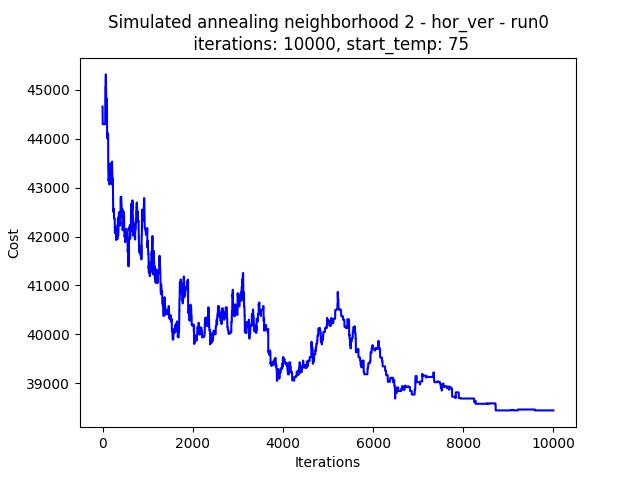 Simulated annealing neighborhood 2 - hor_ver - run0
iterations: 10000, start_temp: 75
45000
44000
43000
42000
41000
40000
39000
Cost
0 2000 4000 6000 8000 10000
Iterations